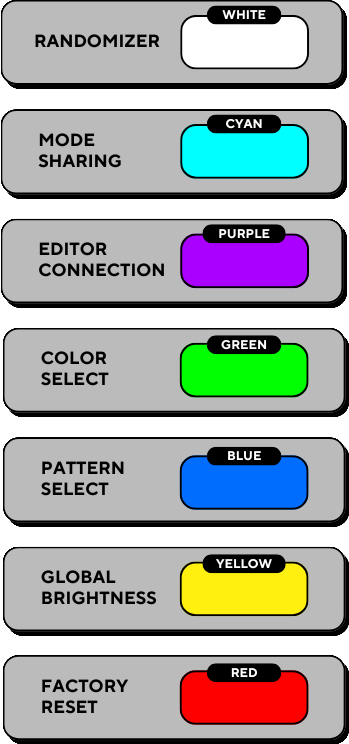 WHITE
RANDOMIZER
CYAN
MODE
SHARING
PURPLE
EDITOR
CONNECTION
GREEN
COLOR
SELECT
BLUE
PATTERN
SELECT
YELLOW
GLOBAL
BRIGHTNESS
RED
FACTORY
RESET